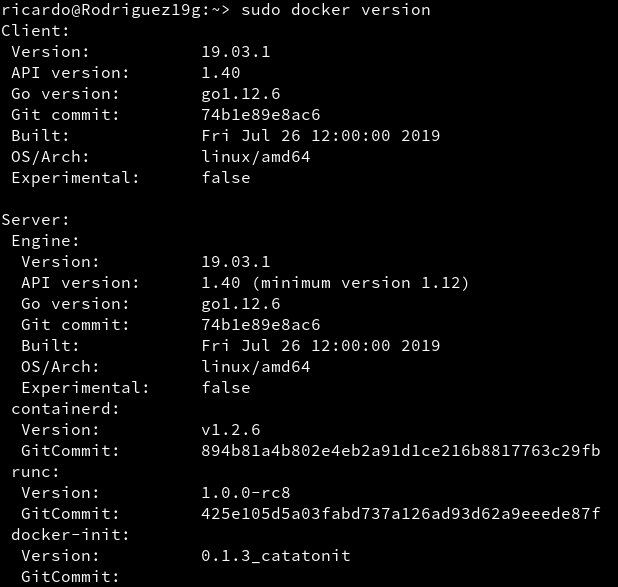 ricardo@Rodriguez19g:~> sudo docker version
Client:
 Version:           19.03.1
 API version:       1.40
 Go version:        go1.12.6
 Git commit:        74b1e89e8ac6
 Built:             Fri Jul 26 12:00:00 2019
 OS/Arch:           linux/amd64
 Experimental:      false

Server:
 Engine:
  Version:          19.03.1
  API version:      1.40 (minimum version 1.12)
  Go version:       go1.12.6
  Git commit:       74b1e89e8ac6
  Built:            Fri Jul 26 12:00:00 2019
  OS/Arch:          linux/amd64
  Experimental:     false
 containerd:
  Version:          v1.2.6
  GitCommit:        894b81a4b802e4eb2a91d1ce216b8817763c29fb
 runc:
  Version:          1.0.0-rc8
  GitCommit:        425e105d5a03fabd737a126ad93d62a9eeede87f
 docker-init:
  Version:          0.1.3_catatonit
  GitCommit: